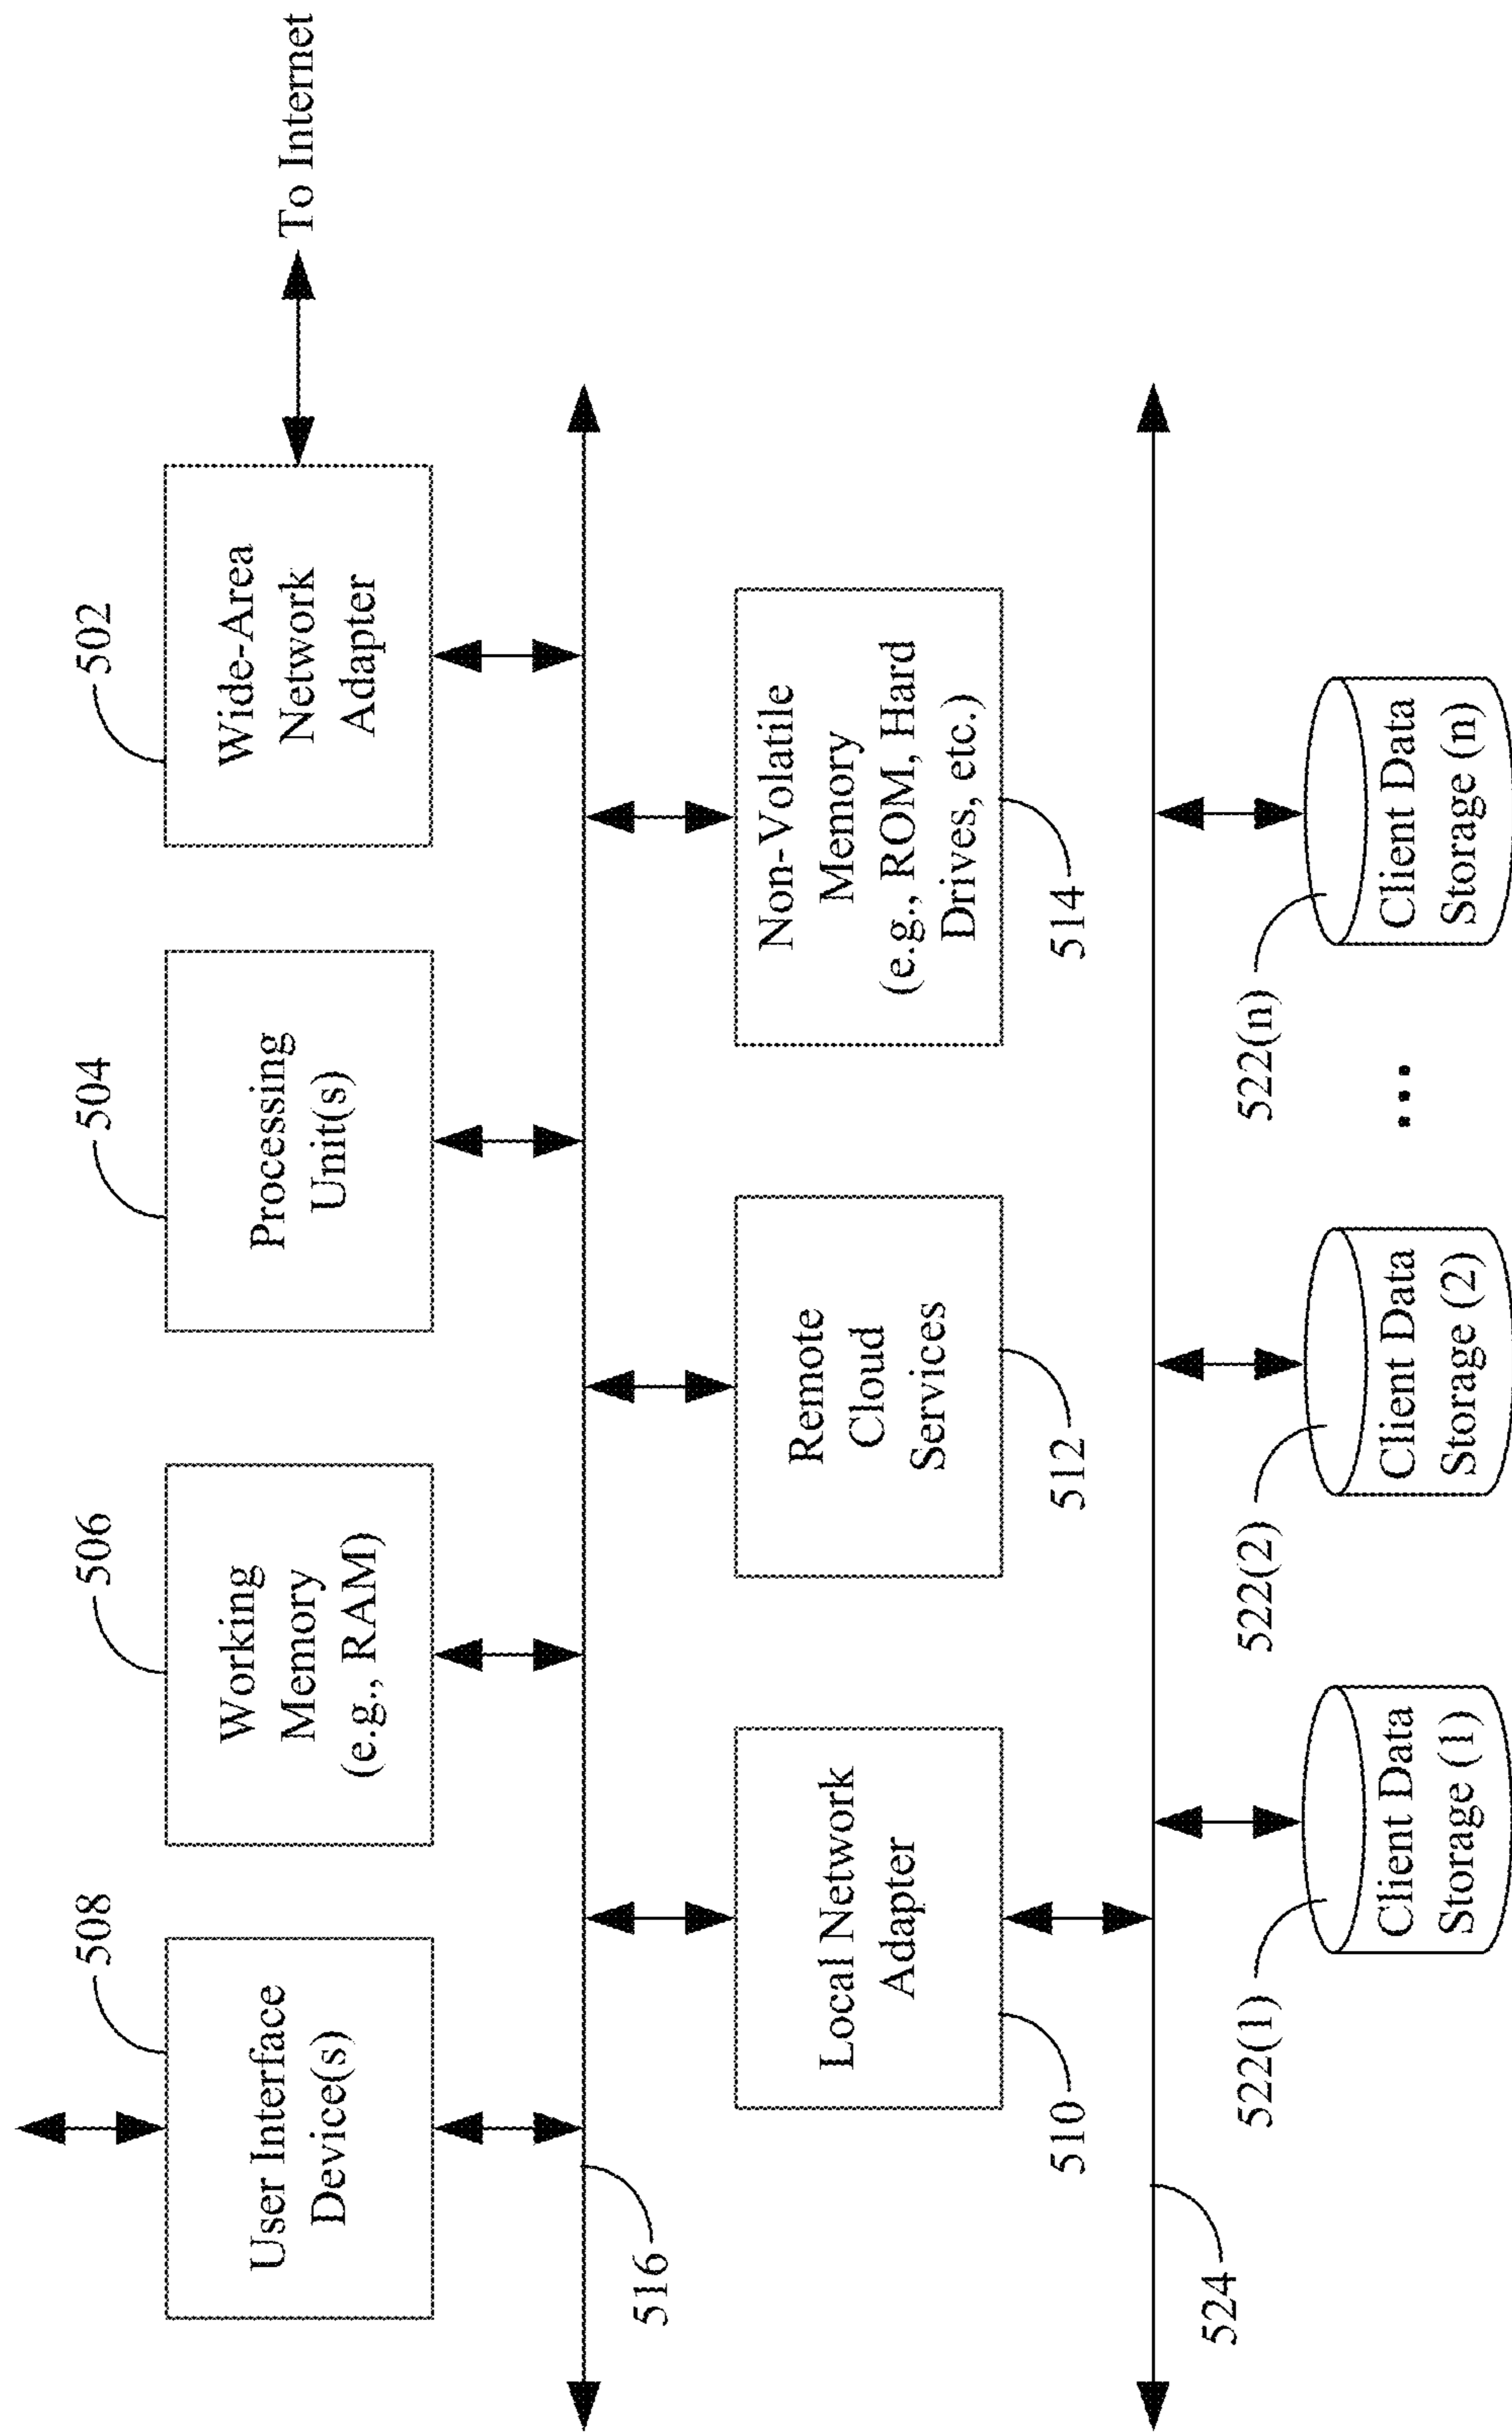 508
506
504
502
User Interface
Device(s)
Working
Memory
(e.g., RAM)
Processing
Unit(s)
Wide-Area
Network
Adapter
To Internet
516
Local Network
Adapter
Remote
Cloud
Services
Non-Volatile
Memory
(e.g., ROM, Hard
Drives, etc.)
510
512
514
524
522(1)
522(2)
522(n)
Client Data
Storage (1)
Client Data
Storage (2)
...
Client Data
Storage (n)